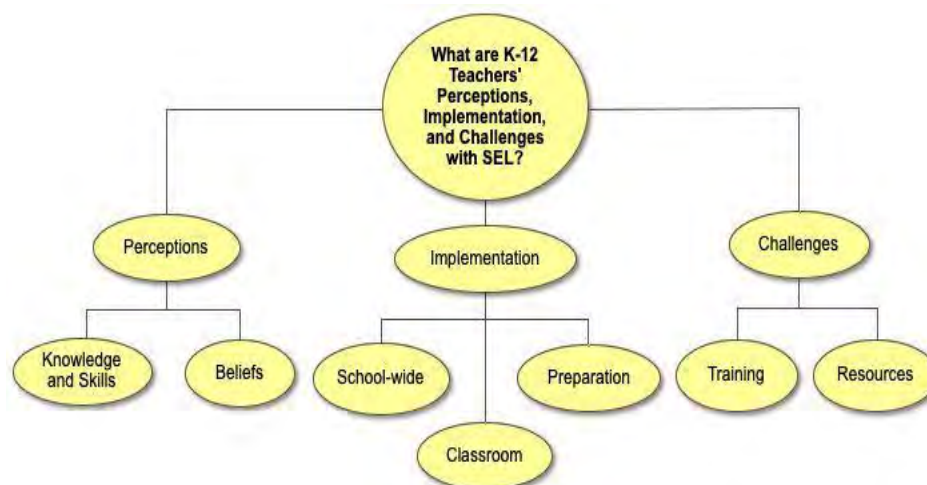 What are K-12
Teachers'
Perceptions,
Implementation,
and Challenges
with SEL?
Perceptions
Implementation
Challenges
Knowledge
and Skills
Beliefs
School-wide
Preparation
Training
Resources
Classroom